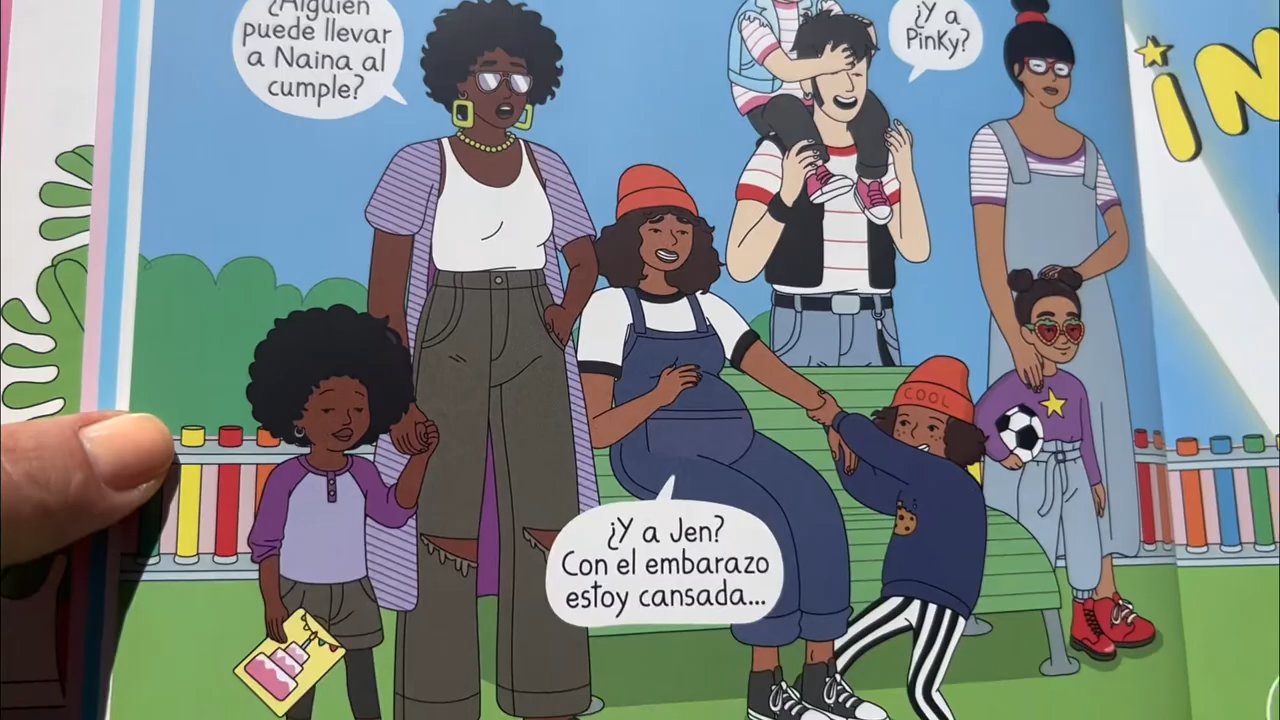 ¿Alguien
puede llevar
a Naina al
cumple?
¿Y a
Pinky?
¡N
COOL
¿Y a Jen?
Con el embarazo
estoy cansada...